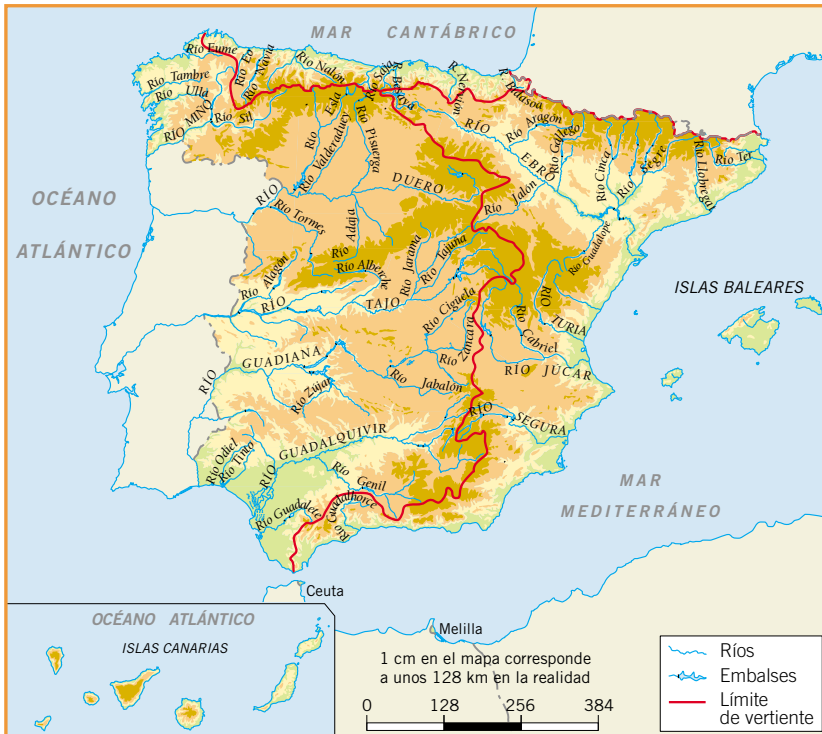 MAR CANTÁBRICO
Río Eume
Río Eo
Río Navia
Río Nalón
Río Saja
R. Besaya
R. Nervión
R. Bidasoa
Río Tambre
Río Ulla
RÍO MIÑO
Río Sil
Río Esla
Río Valderaduey
Río Pisuerga
RÍO EBRO
Río Aragón
Río Gállego
Río Cinca
Río Segre
Río Llobregat
Río Ter
RÍO DUERO
Río Jalón
Río Tormes
Río Adaja
Río Guadalope
OCÉANO
ATLÁNTICO
Río Alagón
Río Alberche
Río Jarama
Río Tajuña
RÍO TAJO
Río Cigüela
Río Záncara
RÍO TURIA
Río Cabriel
RÍO JÚCAR
ISLAS BALEARES
RÍO GUADIANA
Río Zújar
Río Jabalón
RÍO SEGURA
RÍO GUADALQUIVIR
Río Odiel
Río Tinto
Río Genil
Río Guadalete
Río Guadalhorce
MAR
MEDITERRÁNEO
Ceuta
Melilla
OCÉANO ATLÁNTICO
ISLAS CANARIAS
1 cm en el mapa corresponde
a unos 128 km en la realidad
0 128 256 384
Ríos
Embalses
Límite
de vertiente